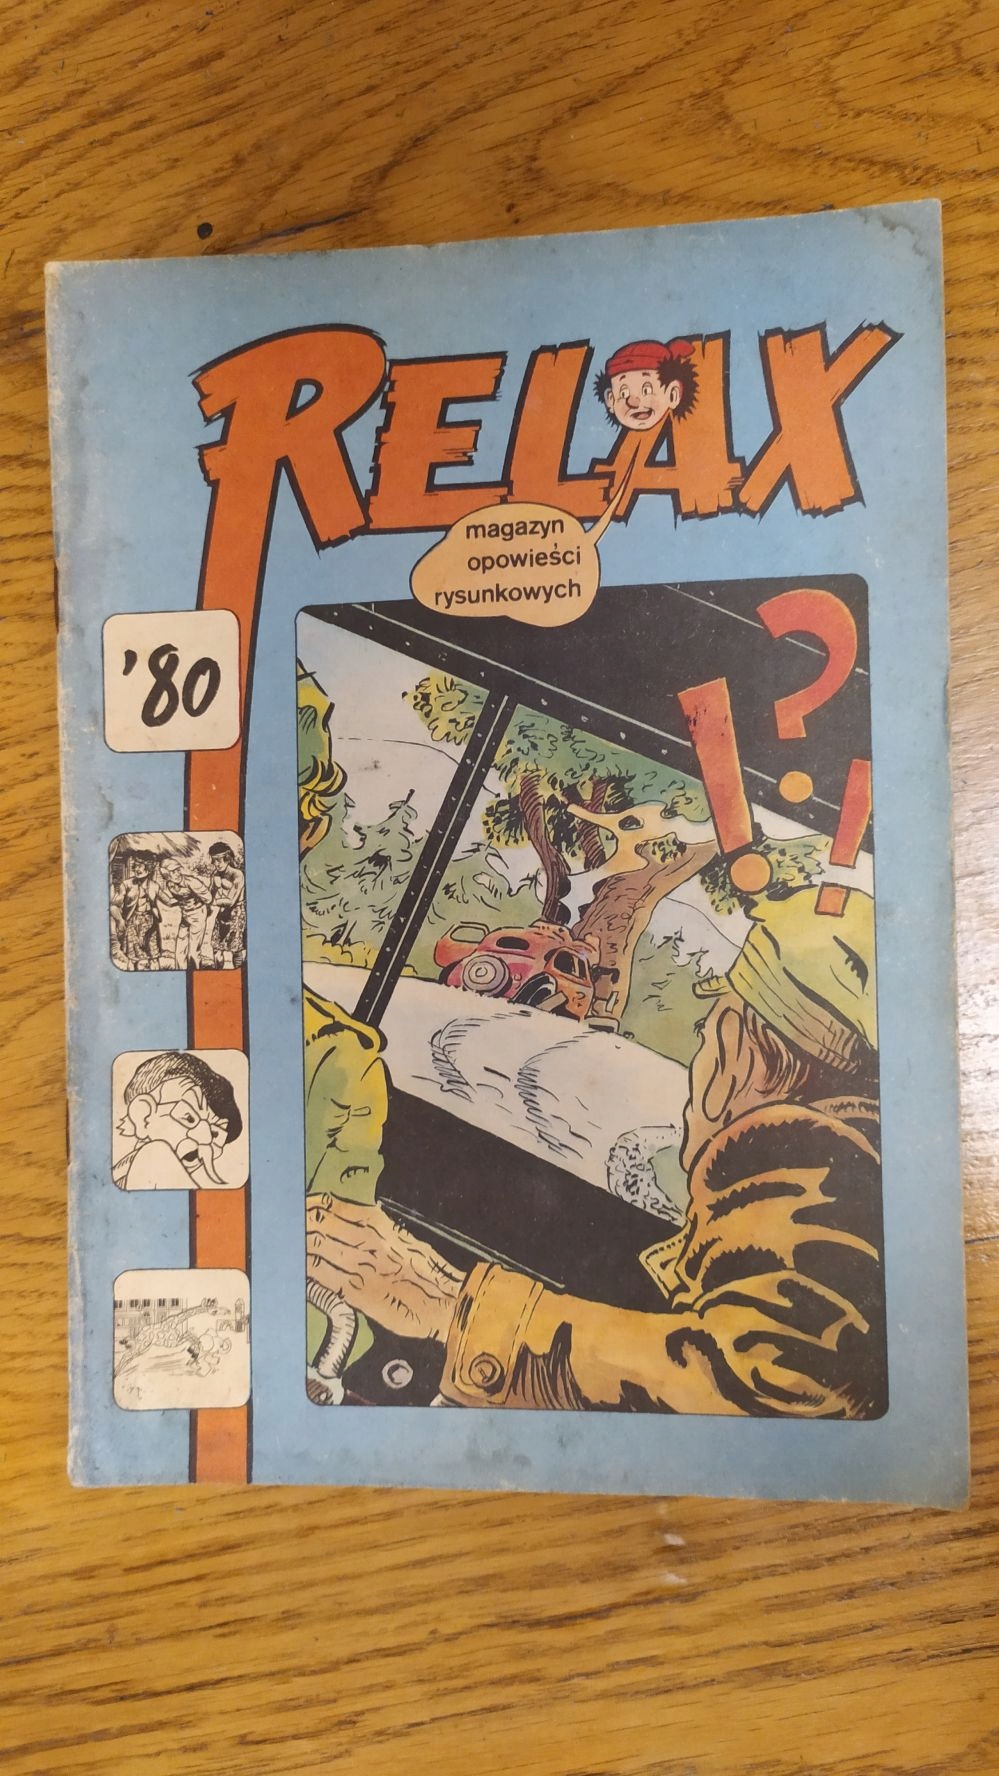 RELAX
magazyn
opowieści
rysunkowych
'80
!?!